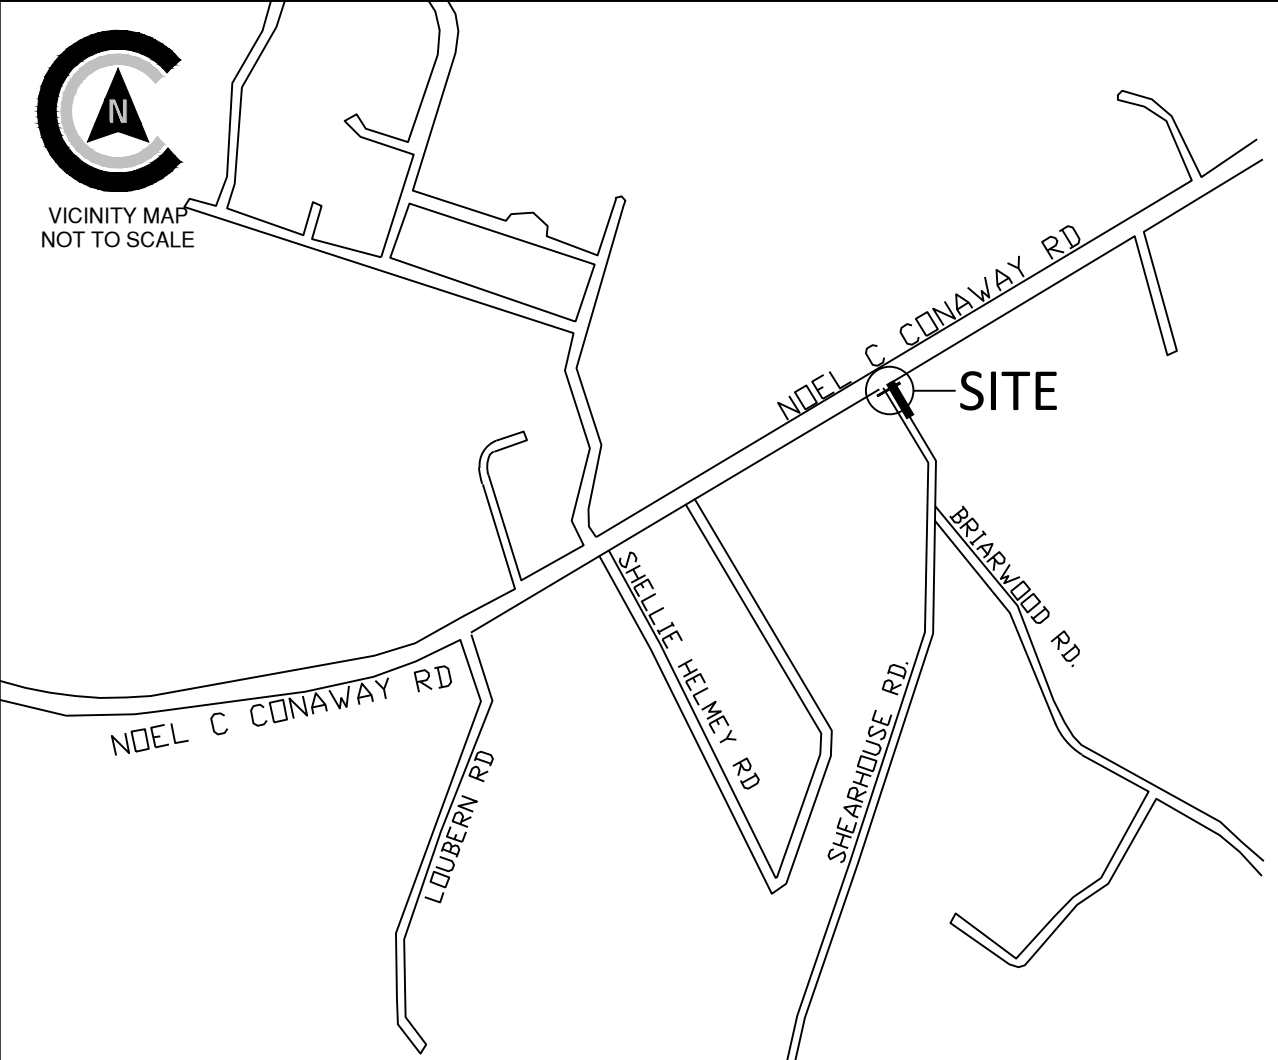 N
VICINITY MAP
NOT TO SCALE
NOEL C CONAWAY RD
SITE
BRIARWOOD RD.
SHELLIE HELMEY RD
SHEARHOUSE RD.
NOEL C CONAWAY RD
LOUBERN RD